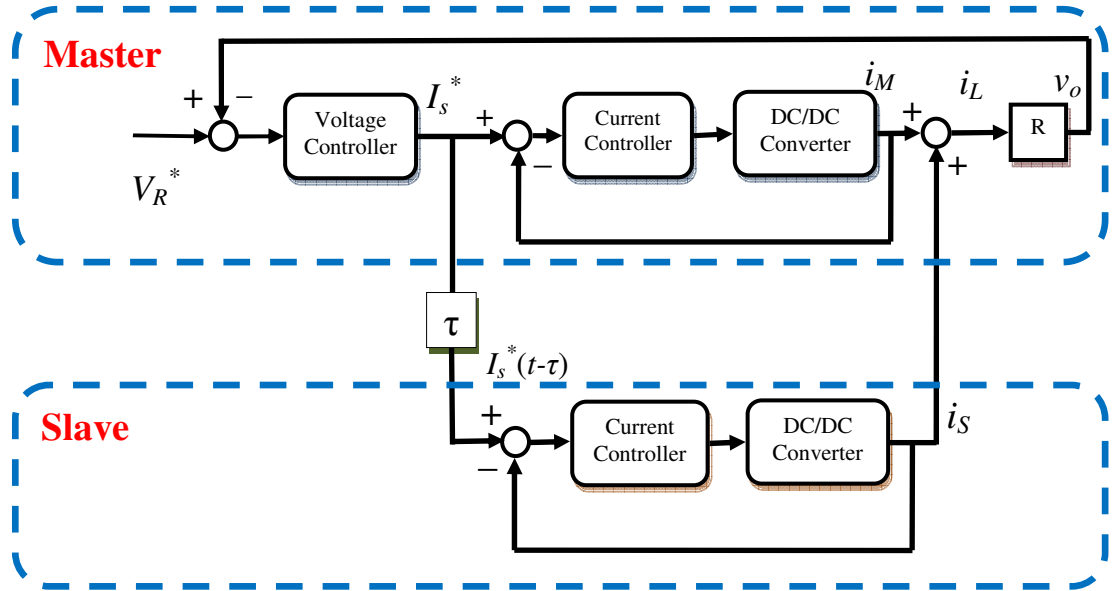 Master
+
−
V_R^*
Voltage
Controller
I_s^*
+
−
Current
Controller
DC/DC
Converter
i_M
+
+
i_L
R
v_o
τ
I_s^*(t-τ)
Slave
+
−
Current
Controller
DC/DC
Converter
i_S